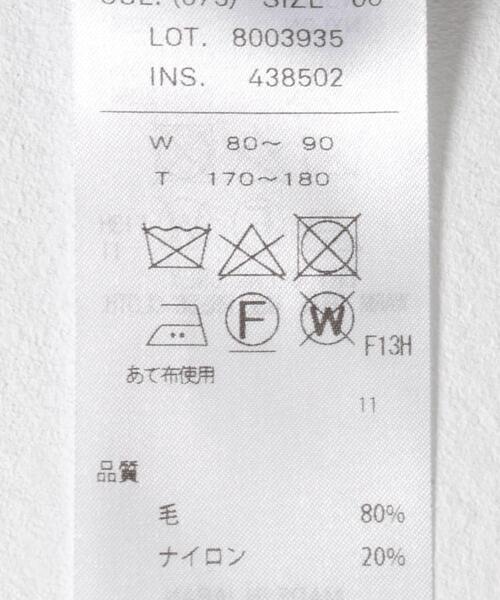 SIZE
LOT. 8003935
INS. 438502
W 80～ 90
T 170～180
F W F13H
あて布使用
11
品質
毛 80%
ナイロン 20%